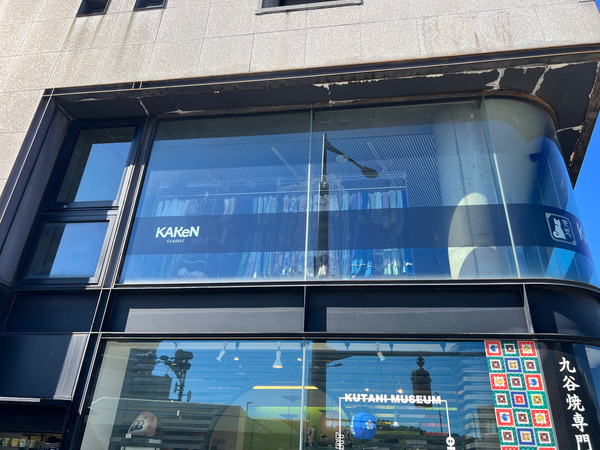 KAKeN
CLASSIC
KUTANI MUSEUM
九谷焼専門